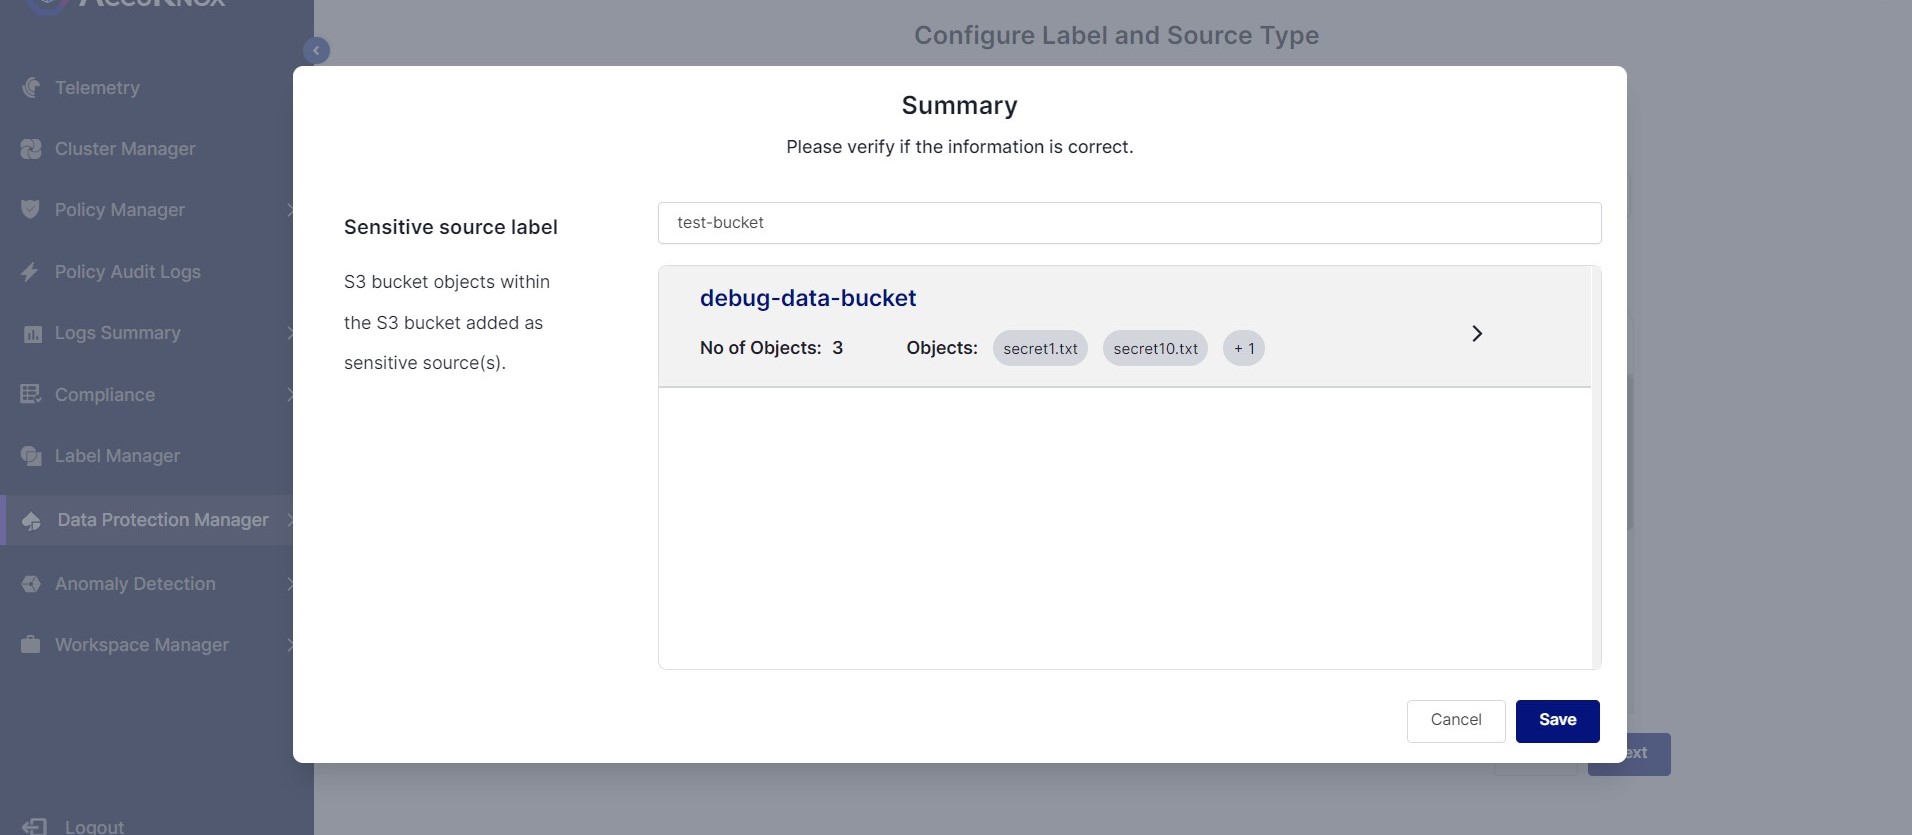 AccuKnox
Configure Label and Source Type
Telemetry
Cluster Manager
Policy Manager
Policy Audit Logs
Logs Summary
Compliance
Label Manager
Data Protection Manager
Anomaly Detection
Workspace Manager
Logout
Summary
Please verify if the information is correct.
Sensitive source label
test-bucket
S3 bucket objects within
the S3 bucket added as
sensitive source(s).
debug-data-bucket
No of Objects: 3 Objects: secret1.txt secret10.txt + 1
Cancel Save
ext